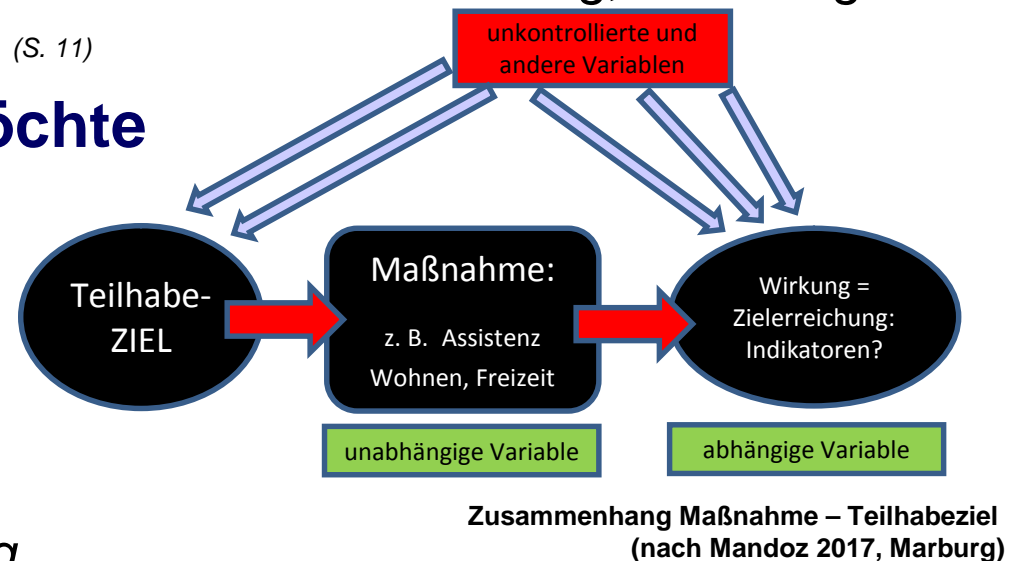 unkontrollierte und
andere Variablen
(S. 11)
öchte
Teilhabe-
ZIEL
Maßnahme:
z. B. Assistenz
Wohnen, Freizeit
Wirkung =
Zielerreichung:
Indikatoren?
unabhängige Variable
abhängige Variable
Zusammenhang Maßnahme – Teilhabeziel
(nach Mandoz 2017, Marburg)